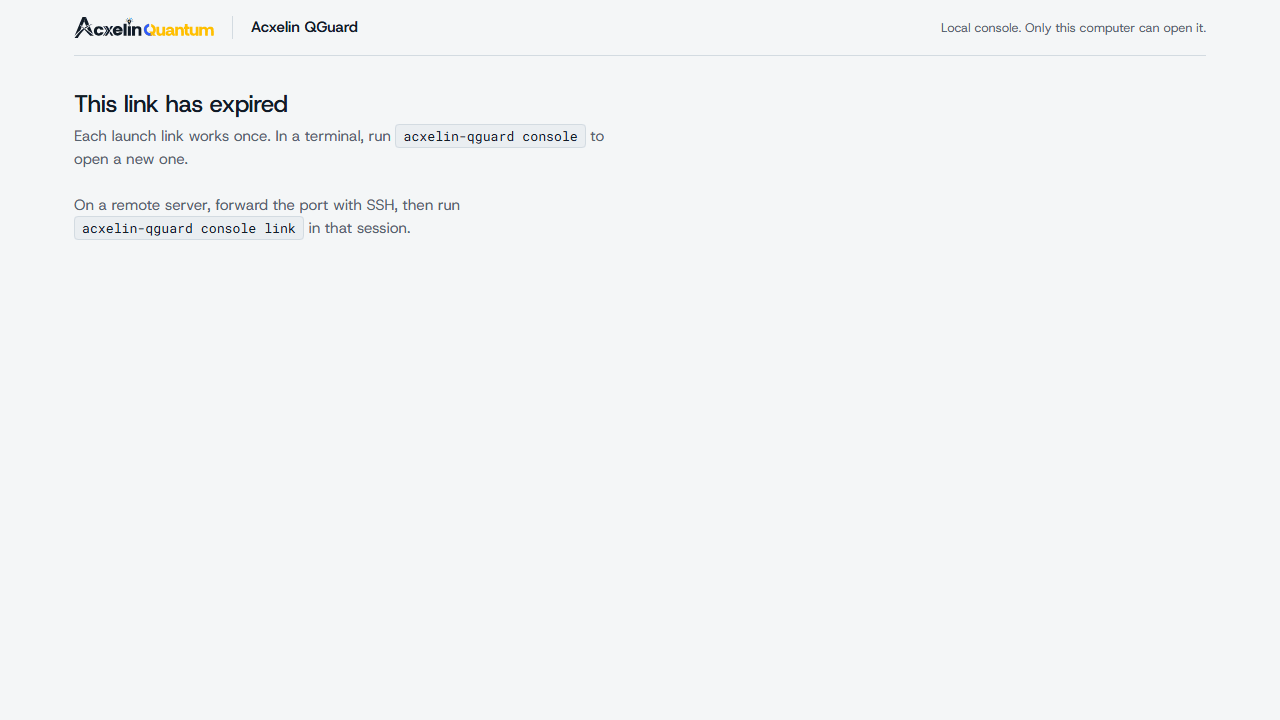 Acxelin Quantum
Acxelin QGuard
Local console. Only this computer can open it.
This link has expired
Each launch link works once. In a terminal, run acxelin-qguard console to
open a new one.
On a remote server, forward the port with SSH, then run
acxelin-qguard console link in that session.